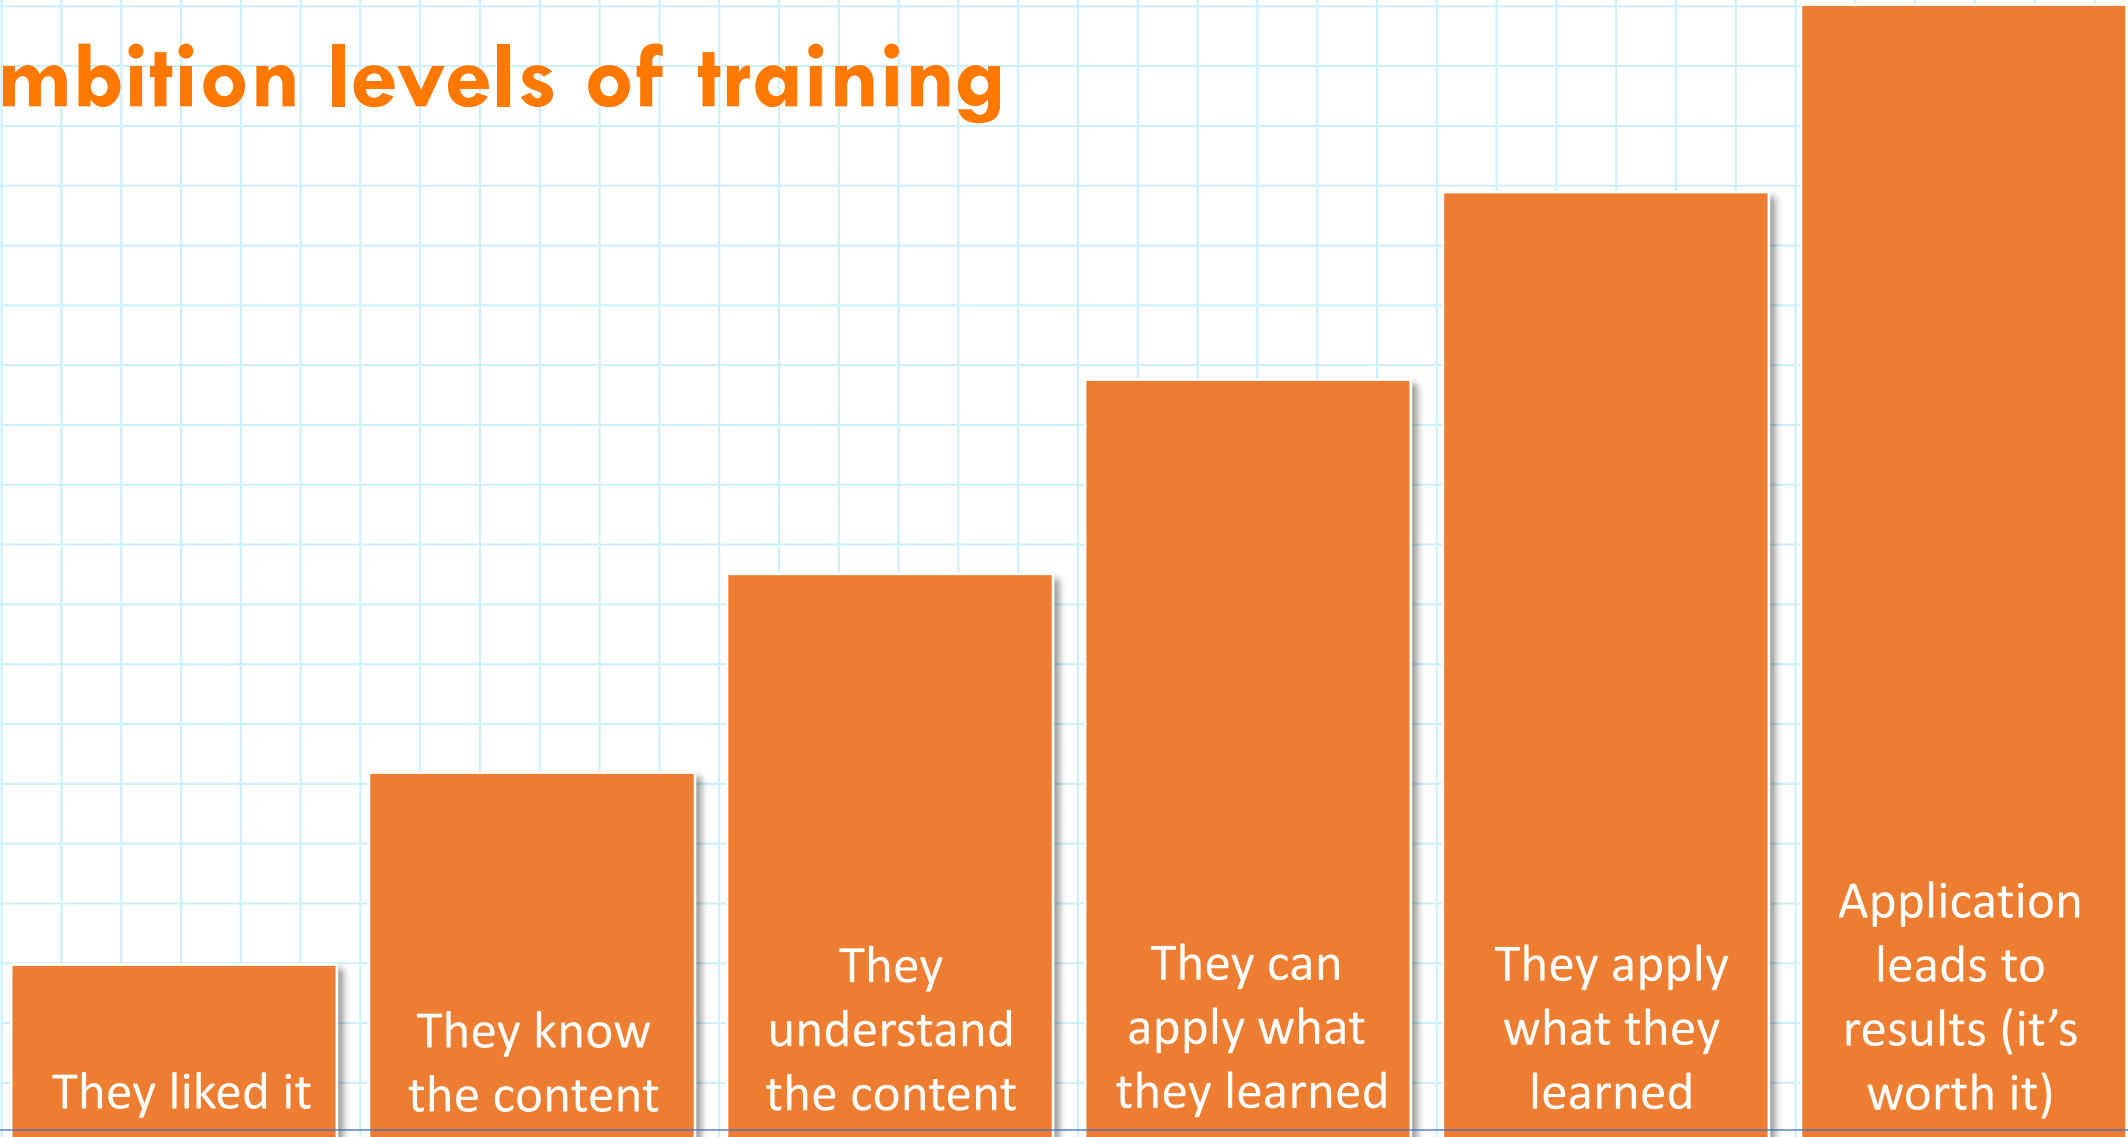 mbition levels of training
They liked it
They know
the content
They
understand
the content
They can
apply what
they learned
They apply
what they
learned
Application
leads to
results (it’s
worth it)